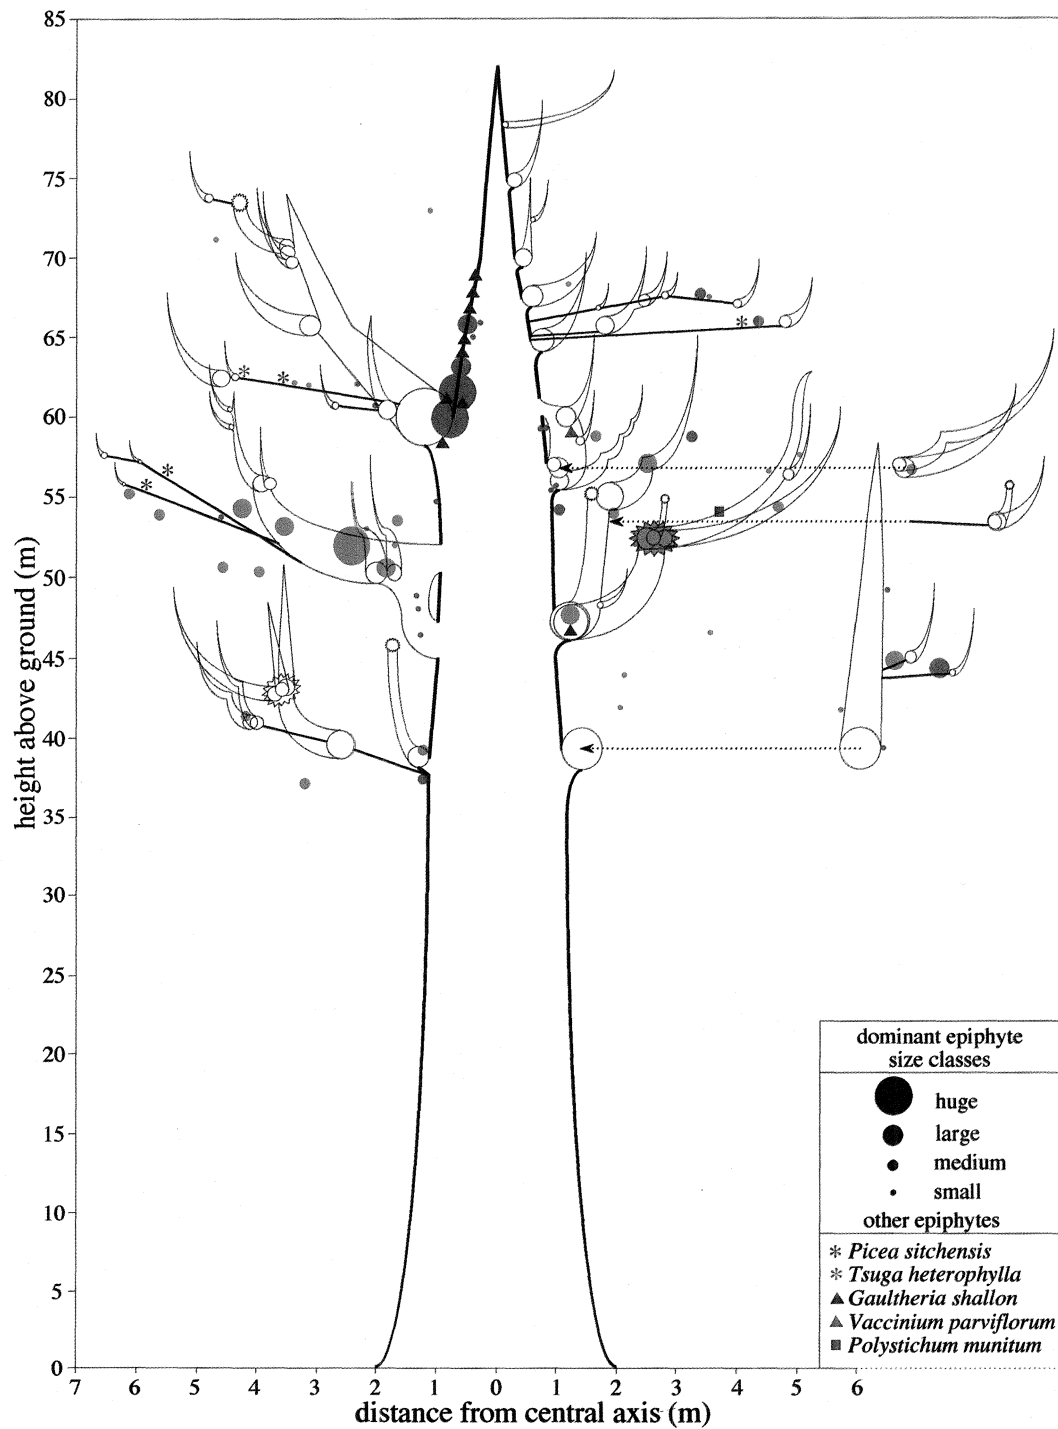 85
80
75
70
65
60
55
50
45
40
35
30
25
20
15
10
5
0
height above ground (m)
7 6 5 4 3 2 1 0 1 2 3 4 5 6
distance from central axis (m)
dominant epiphyte
size classes
huge
large
medium
small
other epiphytes
* Picea sitchensis
* Tsuga heterophylla
▲ Gaultheria shallon
▲ Vaccinium parviflorum
■ Polystichum munitum